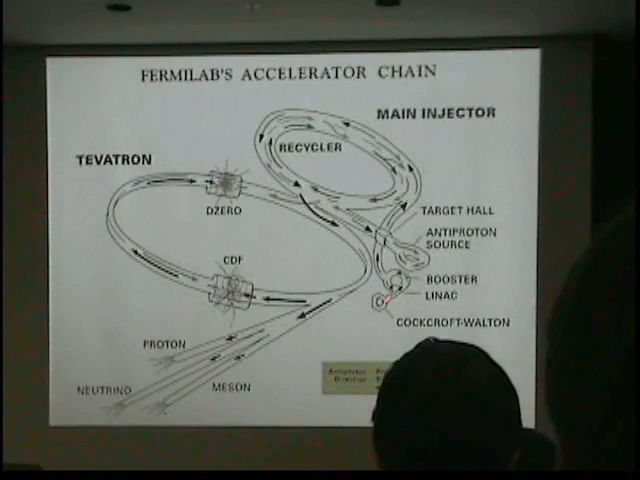 FERMILAB'S ACCELERATOR CHAIN
MAIN INJECTOR
RECYCLER
TEVATRON
DZERO
TARGET HALL
ANTIPROTON
SOURCE
CDF
BOOSTER
LINAC
COCKCROFT-WALTON
PROTON
NEUTRINO
MESON
Direction